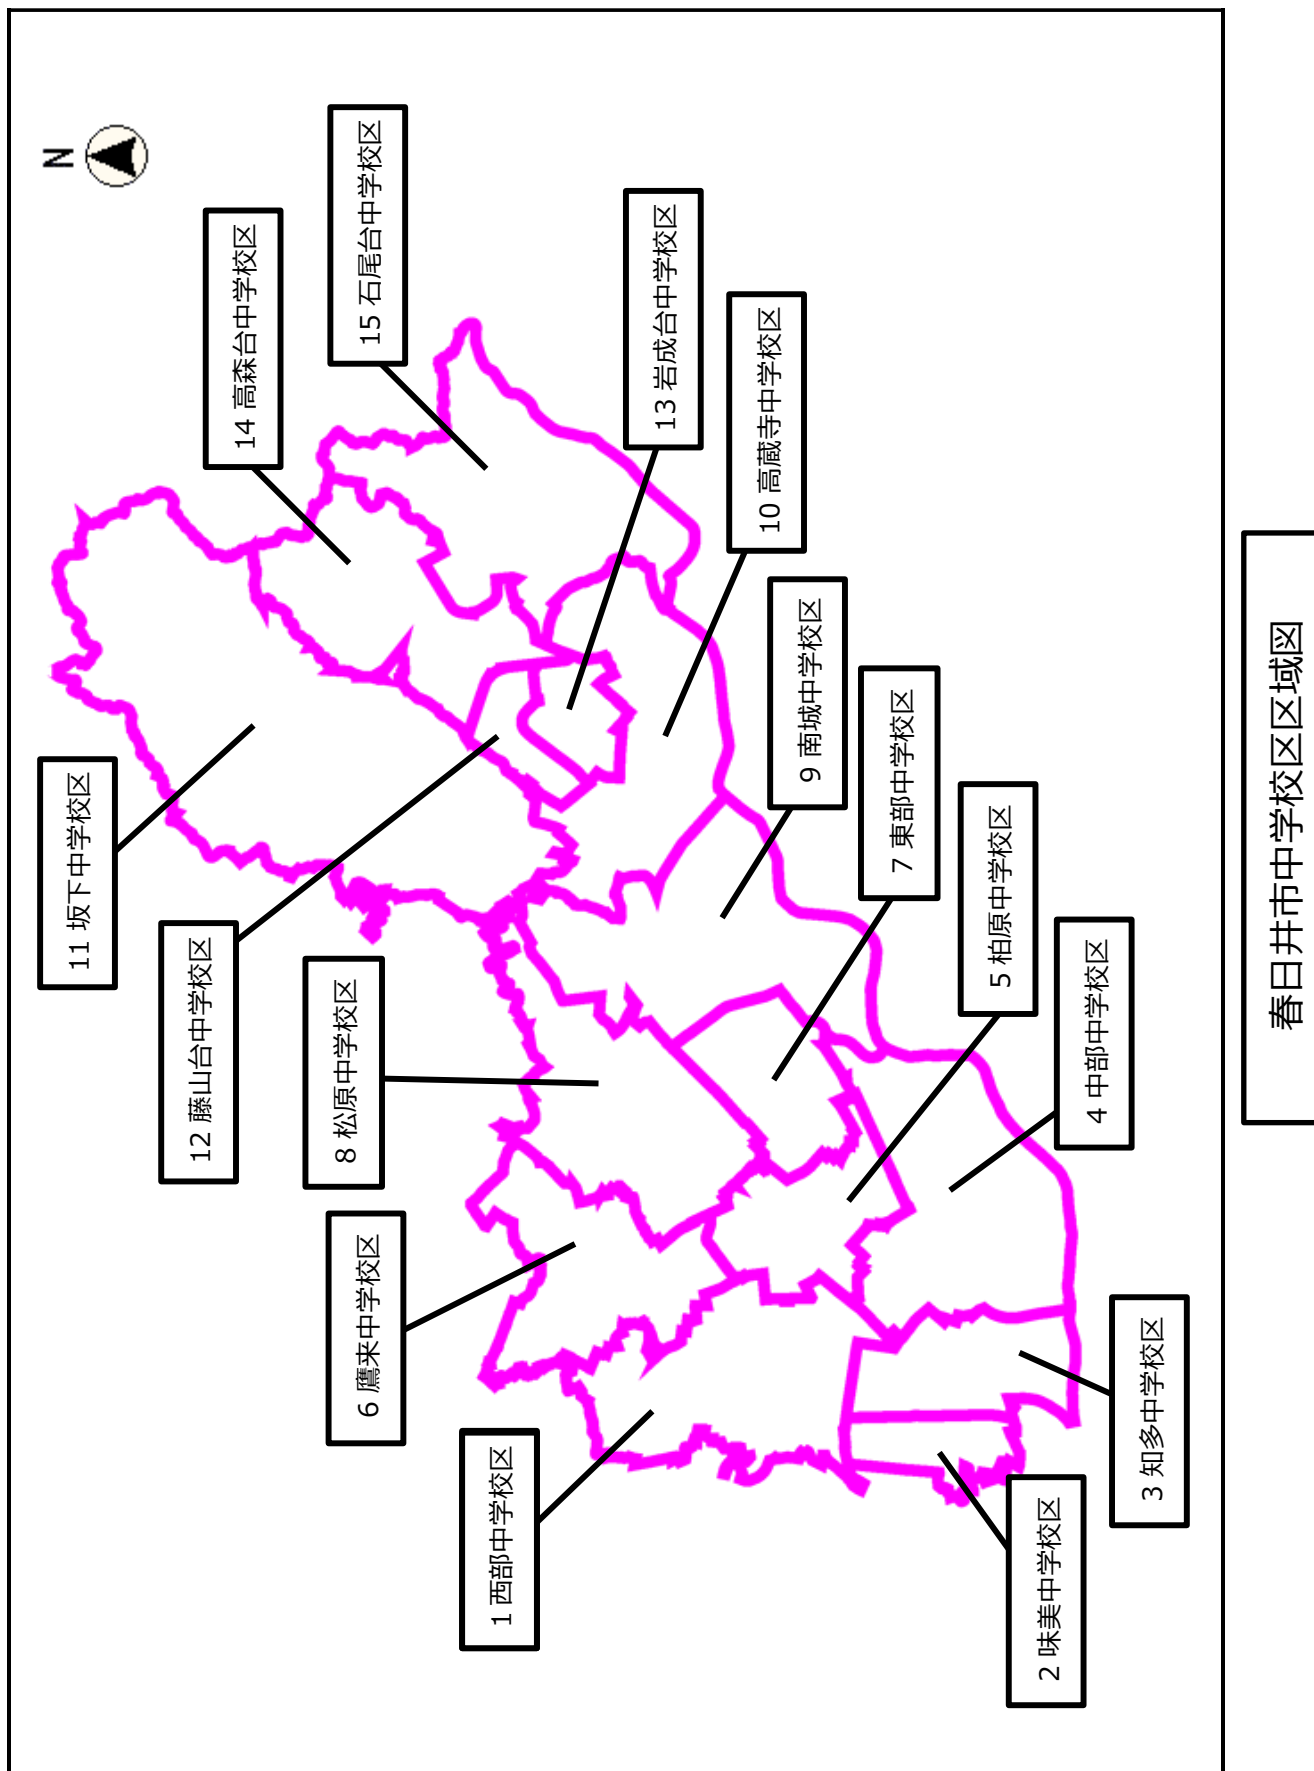 春日井市中学校区区域図
N
11 坂下中学校区
12 藤山台中学校区
14 高森台中学校区
8 松原中学校区
15 石尾台中学校区
6 鷹来中学校区
1 西部中学校区
13 岩成台中学校区
10 高蔵寺中学校区
9 南城中学校区
7 東部中学校区
5 柏原中学校区
2 味美中学校区
4 中部中学校区
3 知多中学校区